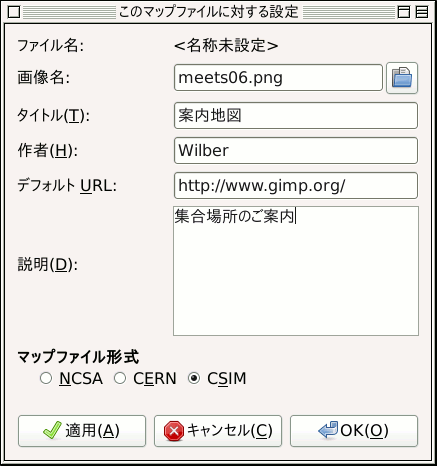 このマップファイルに対する設定
ファイル名: <名称未設定>
画像名: meets06.png
タイトル(T): 案内地図
作者(H): Wilber
デフォルト URL: http://www.gimp.org/
説明(D): 集合場所のご案内
マップファイル形式
NCSA CERN CSIM
適用(A) キャンセル(C) OK(O)